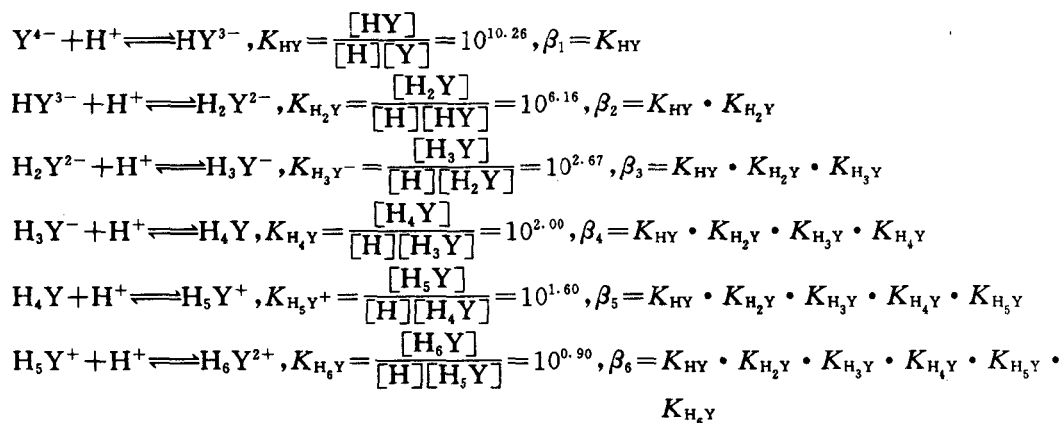 Y⁴⁻+H⁺⇌HY³⁻,K_HY=[HY]/([H][Y])=10^10.26,β₁=K_HY
HY³⁻+H⁺⇌H₂Y²⁻,K_H₂Y=[H₂Y]/([H][HY])=10^6.16,β₂=K_HY·K_H₂Y
H₂Y²⁻+H⁺⇌H₃Y⁻,K_H₃Y⁻=[H₃Y]/([H][H₂Y])=10^2.67,β₃=K_HY·K_H₂Y·K_H₃Y
H₃Y⁻+H⁺⇌H₄Y,K_H₄Y=[H₄Y]/([H][H₃Y])=10^2.00,β₄=K_HY·K_H₂Y·K_H₃Y·K_H₄Y
H₄Y+H⁺⇌H₅Y⁺,K_H₅Y⁺=[H₅Y]/([H][H₄Y])=10^1.60,β₅=K_HY·K_H₂Y·K_H₃Y·K_H₄Y·K_H₅Y
H₅Y⁺+H⁺⇌H₆Y²⁺,K_H₆Y=[H₆Y]/([H][H₅Y])=10^0.90,β₆=K_HY·K_H₂Y·K_H₃Y·K_H₄Y·K_H₅Y·
K_H₆Y